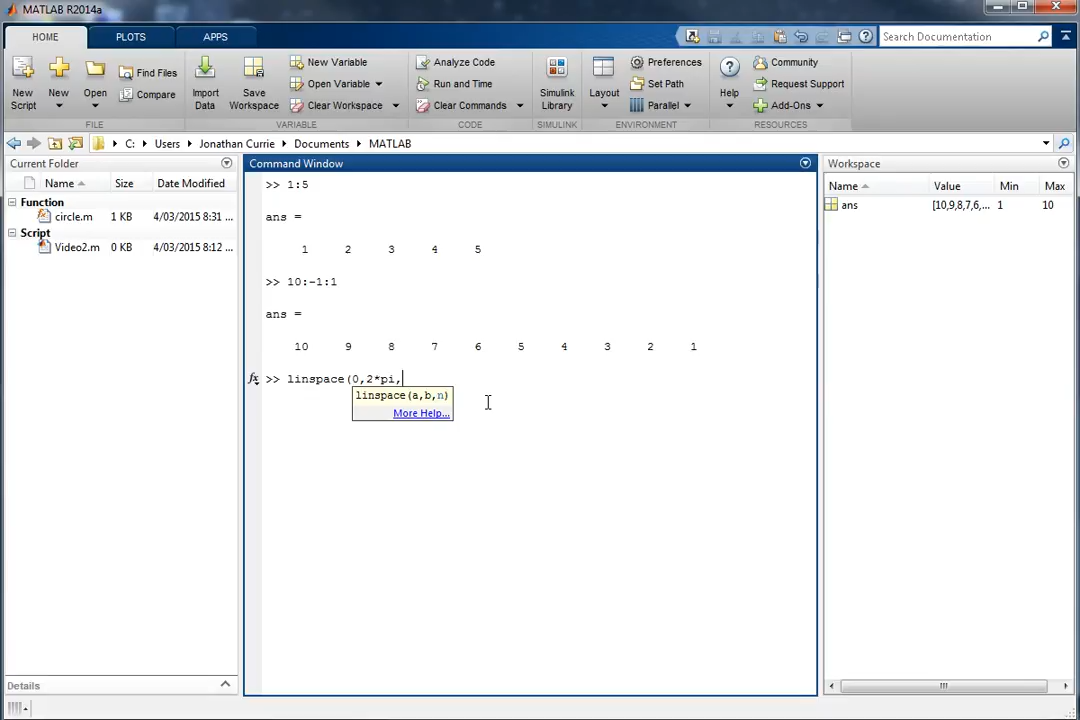 MATLAB R2014a
HOME PLOTS APPS Search Documentation
New Script New Open Find Files Compare Import Data Save Workspace New Variable Open Variable Clear Workspace Analyze Code Run and Time Clear Commands Simulink Library Layout Preferences Set Path Parallel Help Community Request Support Add-Ons
FILE VARIABLE CODE SIMULINK ENVIRONMENT RESOURCES
C: Users Jonathan Currie Documents MATLAB
Current Folder
Name Size Date Modified
Function
circle.m 1 KB 4/03/2015 8:31 ...
Script
Video2.m 0 KB 4/03/2015 8:12 ...
Details
Command Window
>> 1:5
ans =
1 2 3 4 5
>> 10:-1:1
ans =
10 9 8 7 6 5 4 3 2 1
fx >> linspace(0,2*pi,
linspace(a,b,n)
More Help...
Workspace
Name Value Min Max
ans [10,9,8,7,6,... 1 10